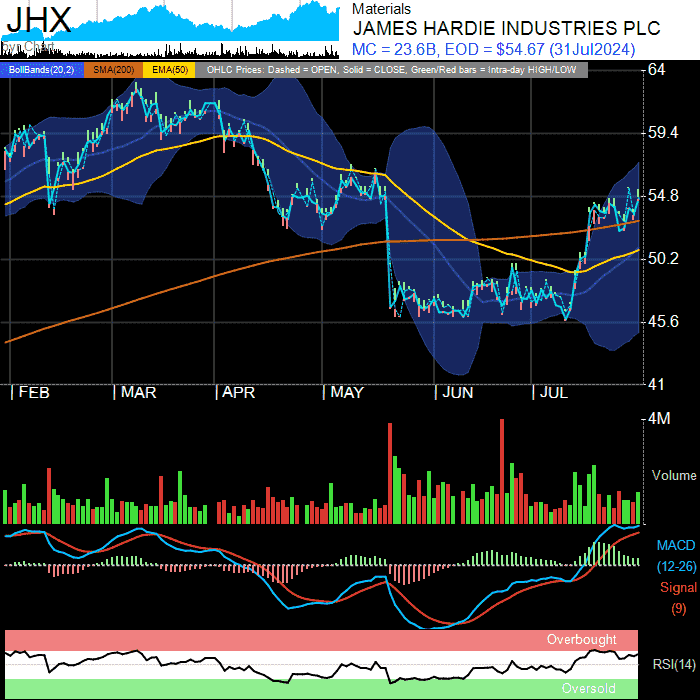 JHX
Materials
JAMES HARDIE INDUSTRIES PLC
MC = 23.6B, EOD = $54.67 (31Jul2024)
BollBands(20,2) SMA(200) EMA(50) OHLC Prices: Dashed = OPEN, Solid = CLOSE, Green/Red bars = Intra-day HIGH/LOW
64
59.4
54.8
50.2
45.6
41
| FEB | MAR | APR | MAY | JUN | JUL
4M
Volume
MACD
(12-26)
Signal
(9)
Overbought
RSI(14)
Oversold